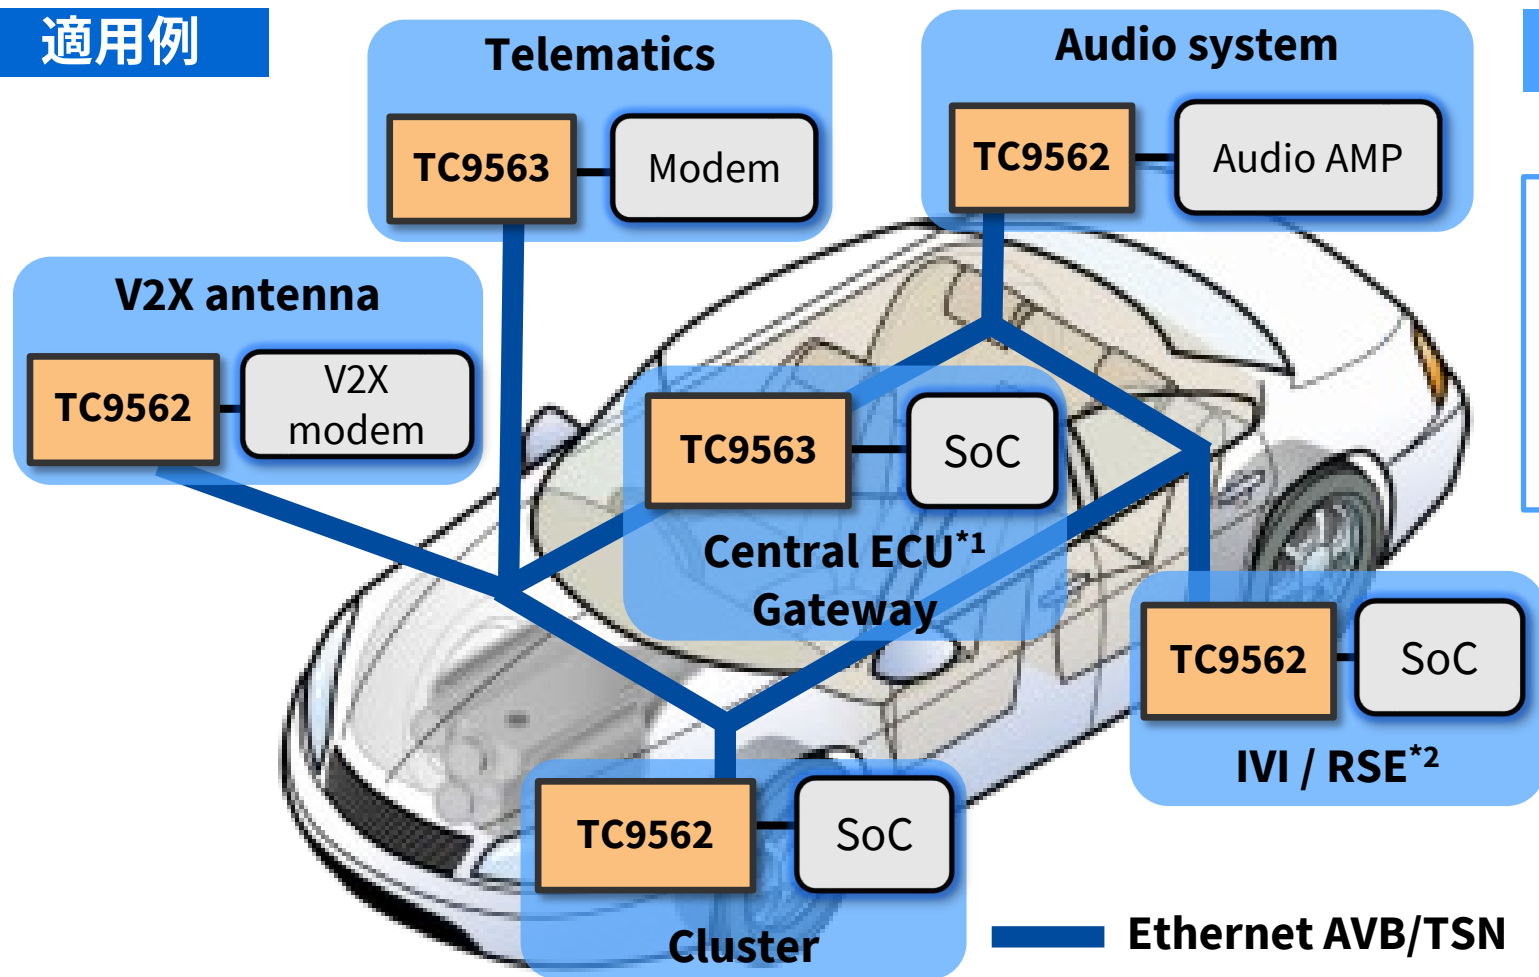 適用例
Telematics
TC9563
Modem
Audio system
TC9562
Audio AMP
V2X antenna
TC9562
V2X
modem
TC9563
SoC
Central ECU*1
Gateway
TC9562
SoC
IVI / RSE*2
TC9562
SoC
Cluster
Ethernet AVB/TSN